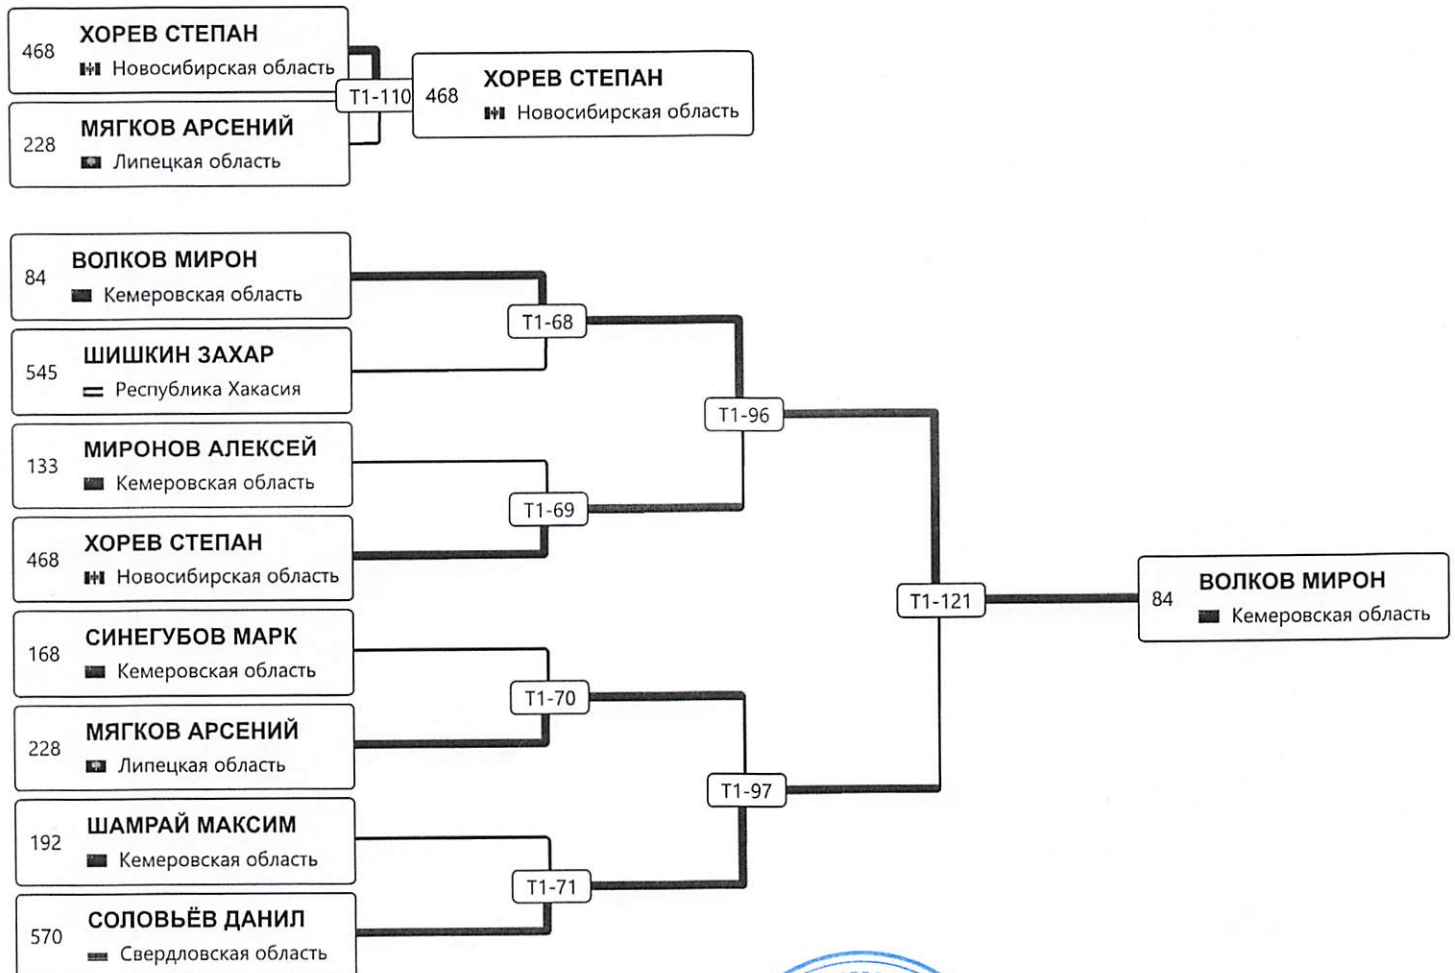 468
ХОРЕВ СТЕПАН
Новосибирская область
228
МЯГКОВ АРСЕНИЙ
Липецкая область
T1-110
468
ХОРЕВ СТЕПАН
Новосибирская область
84
ВОЛКОВ МИРОН
Кемеровская область
545
ШИШКИН ЗАХАР
Республика Хакасия
133
МИРОНОВ АЛЕКСЕЙ
Кемеровская область
468
ХОРЕВ СТЕПАН
Новосибирская область
168
СИНЕГУБОВ МАРК
Кемеровская область
228
МЯГКОВ АРСЕНИЙ
Липецкая область
192
ШАМРАЙ МАКСИМ
Кемеровская область
570
СОЛОВЬЁВ ДАНИЛ
Свердловская область
T1-68
T1-69
T1-70
T1-71
T1-96
T1-97
T1-121
84
ВОЛКОВ МИРОН
Кемеровская область